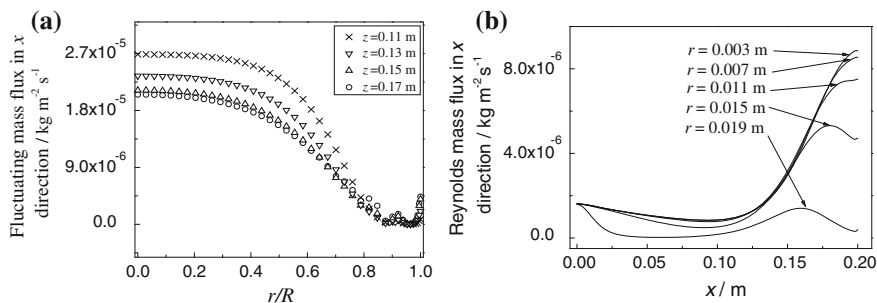 (a)
Fluctuating mass flux in x
direction / kg m⁻² s⁻¹
2.7x10⁻⁵
1.8x10⁻⁵
9.0x10⁻⁶
0.0
0.0 0.2 0.4 0.6 0.8 1.0
r/R
z=0.11 m
z=0.13 m
z=0.15 m
z=0.17 m
(b)
Reynolds mass flux in x
direction / kg m⁻² s⁻¹
8.0x10⁻⁶
4.0x10⁻⁶
0.0
0.00 0.05 0.10 0.15 0.20
x / m
r = 0.003 m
r = 0.007 m
r = 0.011 m
r = 0.015 m
r = 0.019 m